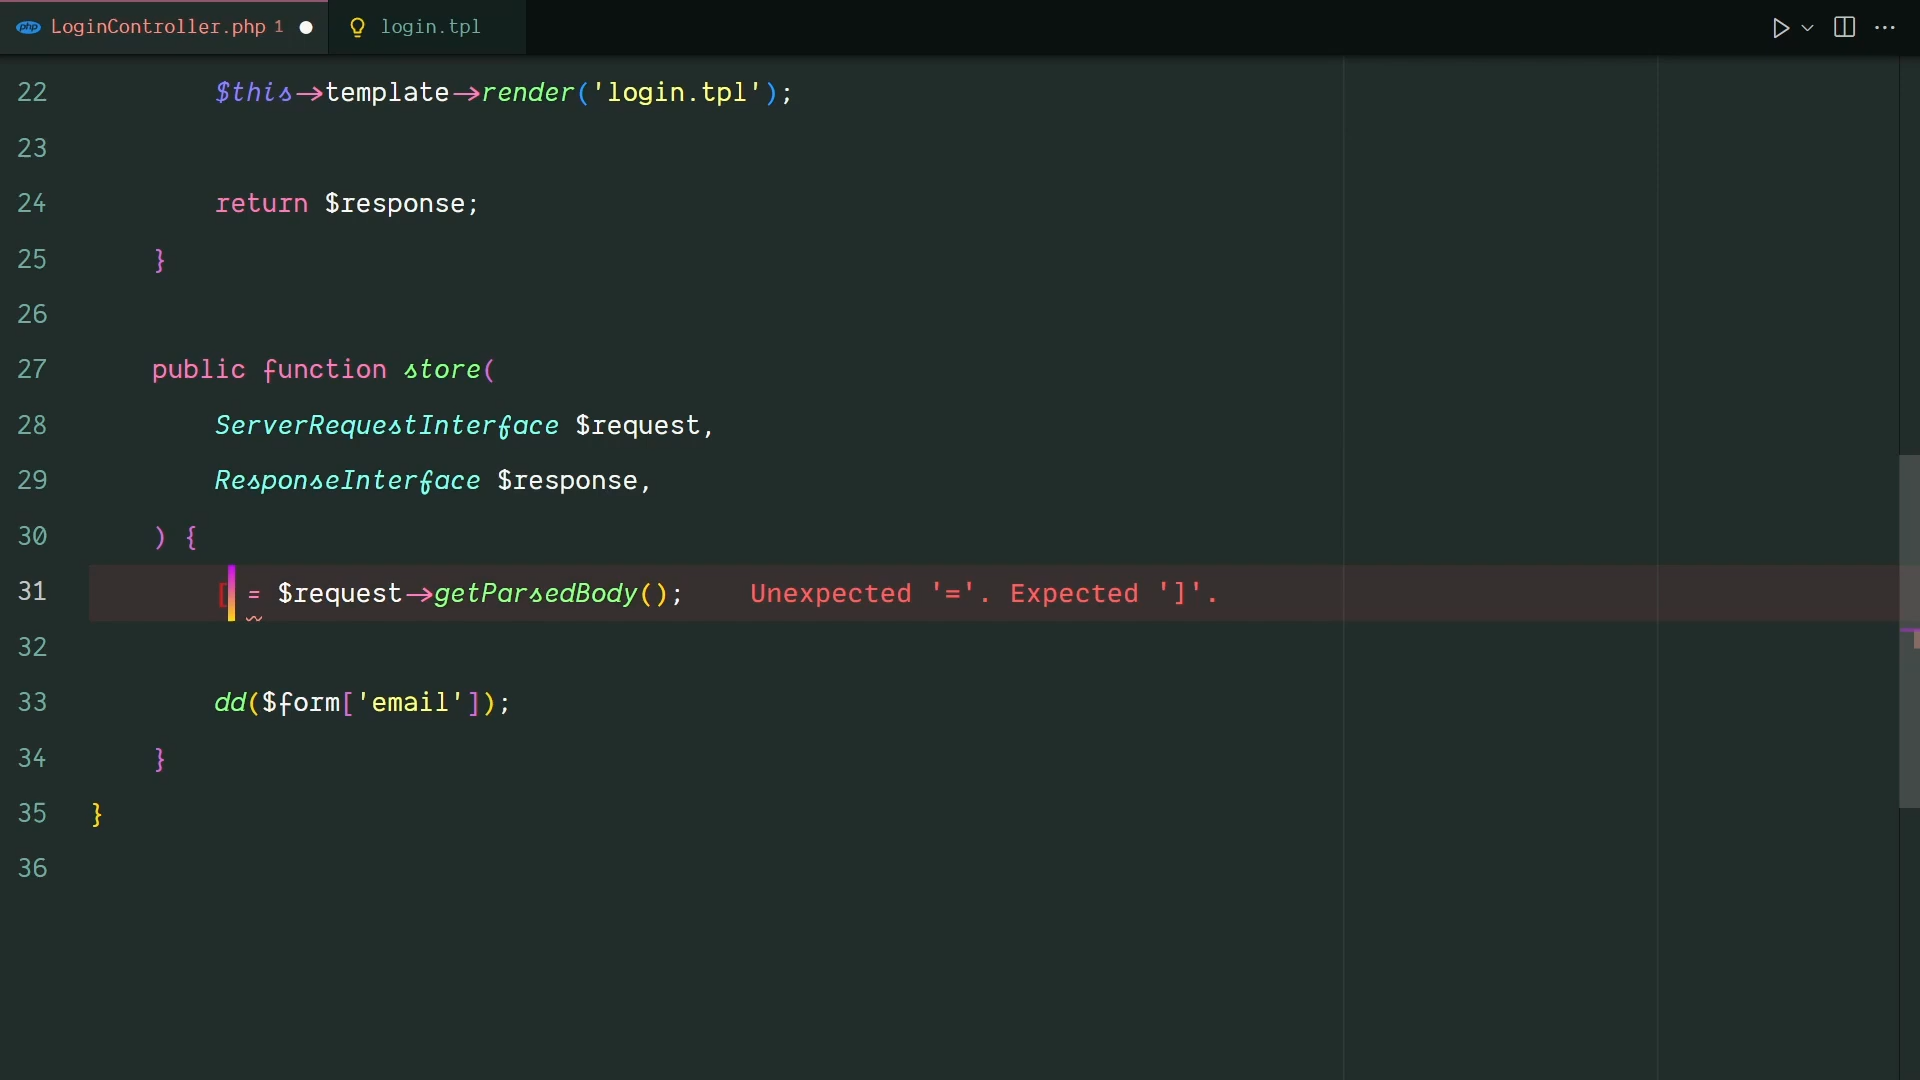 php LoginController.php 1 ● login.tpl
22 $this->template->render('login.tpl');
23
24 return $response;
25 }
26
27 public function store(
28 ServerRequestInterface $request,
29 ResponseInterface $response,
30 ) {
31 [ = $request->getParsedBody(); Unexpected '='. Expected ']'.
32
33 dd($form['email']);
34 }
35 }
36